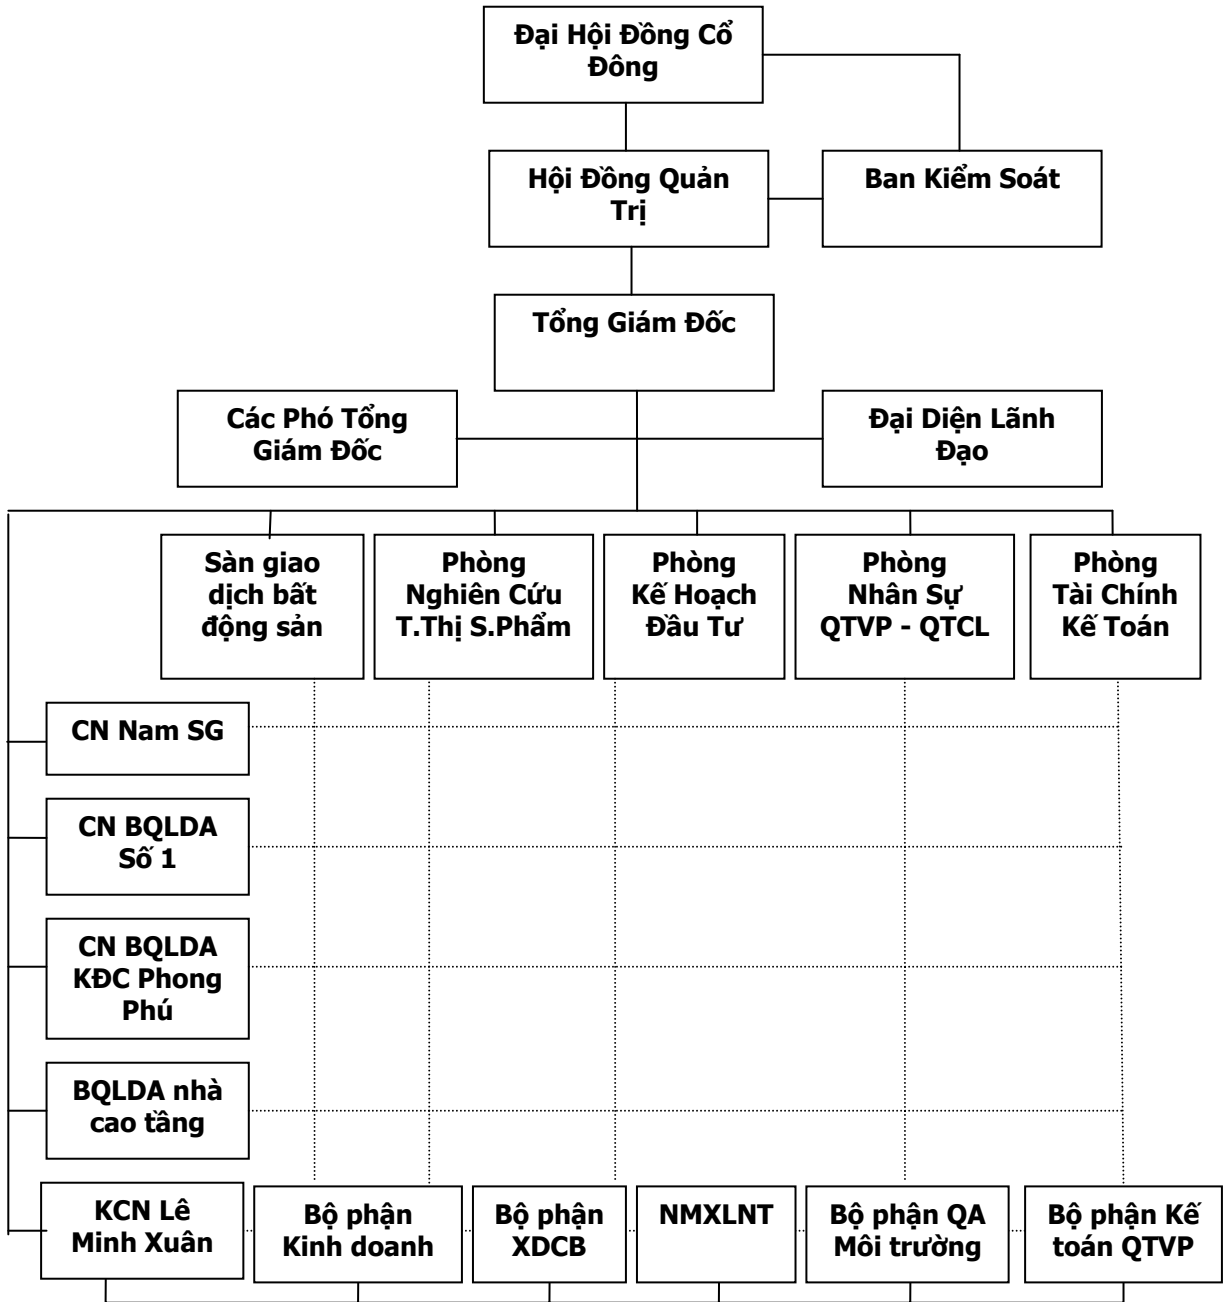 Đại Hội Đồng Cổ
Đông
Hội Đồng Quản
Trị
Ban Kiểm Soát
Tổng Giám Đốc
Các Phó Tổng
Giám Đốc
Đại Diện Lãnh
Đạo
Sàn giao
dịch bất
động sản
Phòng
Nghiên Cứu
T.Thị S.Phẩm
Phòng
Kế Hoạch
Đầu Tư
Phòng
Nhân Sự
QTVP - QTCL
Phòng
Tài Chính
Kế Toán
CN Nam SG
CN BQLDA
Số 1
CN BQLDA
KĐC Phong
Phú
BQLDA nhà
cao tầng
KCN Lê
Minh Xuân
Bộ phận
Kinh doanh
Bộ phận
XDCB
NMXLNT
Bộ phận QA
Môi trường
Bộ phận Kế
toán QTVP